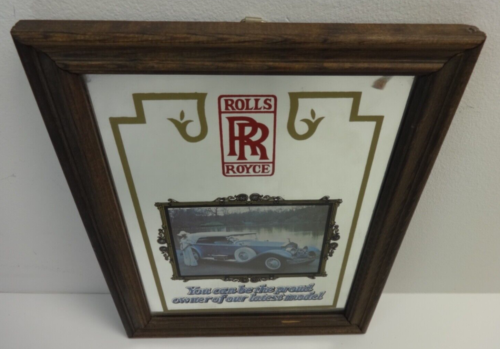 ROLLS
RR
ROYCE
You can be the proud
owner of our latest model